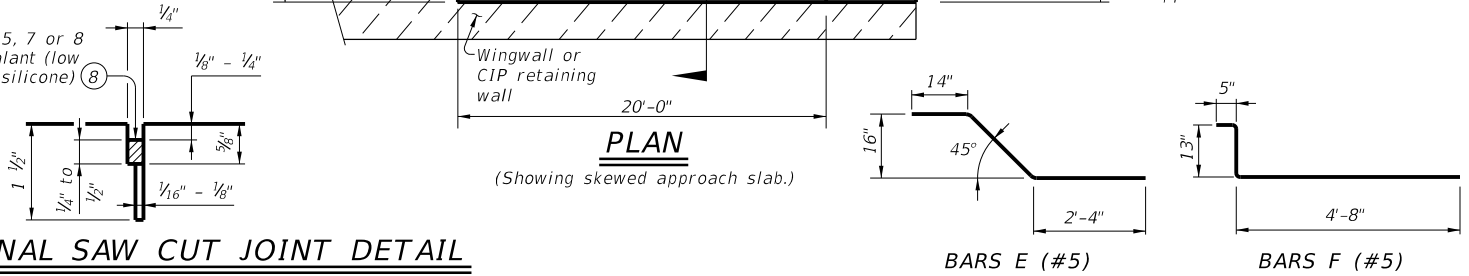 ¼"
5, 7 or 8
lant (low
silicone) 8
⅛" – ¼"
⅝"
1 ½"
¼" to
½"
1/16" – ⅛"
NAL SAW CUT JOINT DETAIL
Wingwall or
CIP retaining
wall
20'-0"
PLAN
(Showing skewed approach slab.)
14"
16"
45°
2'-4"
BARS E (#5)
5"
13"
4'-8"
BARS F (#5)